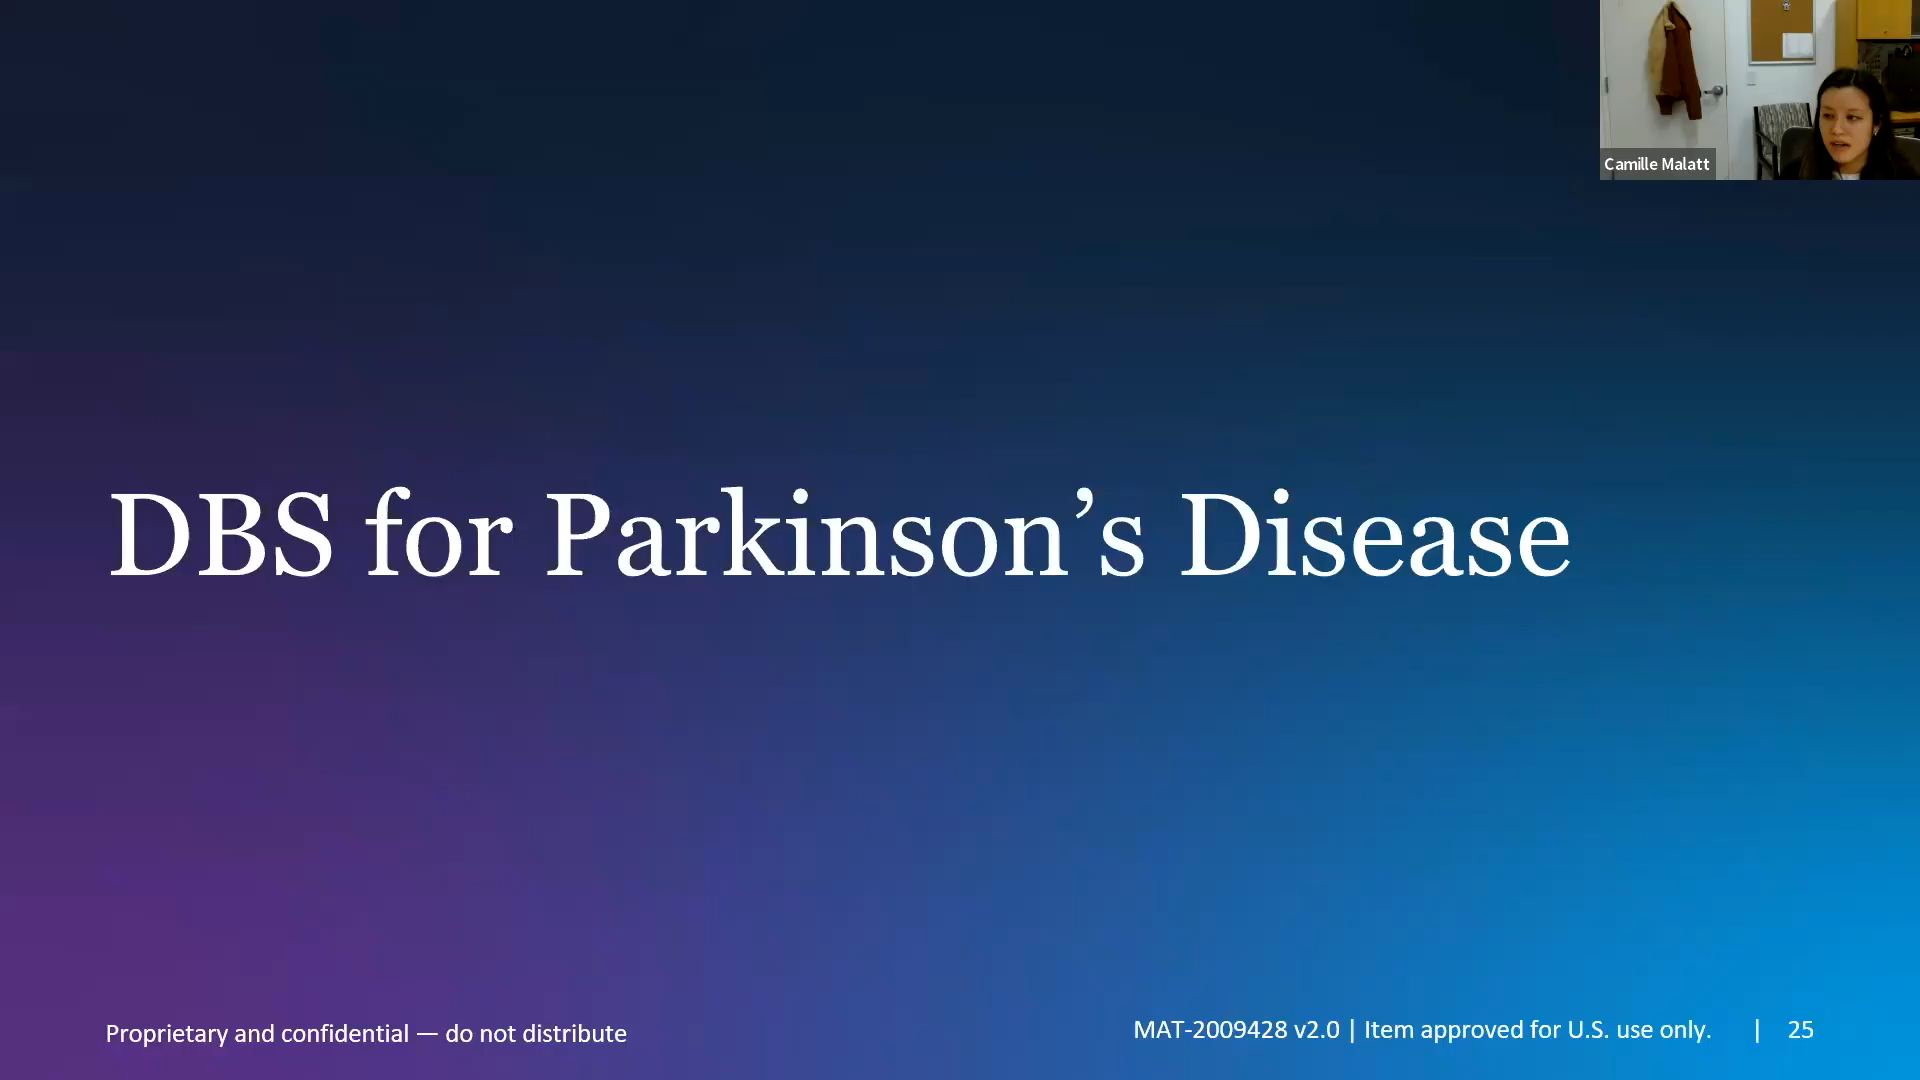 Camille Malatt
DBS for Parkinson’s Disease
Proprietary and confidential — do not distribute
MAT-2009428 v2.0 | Item approved for U.S. use only. | 25